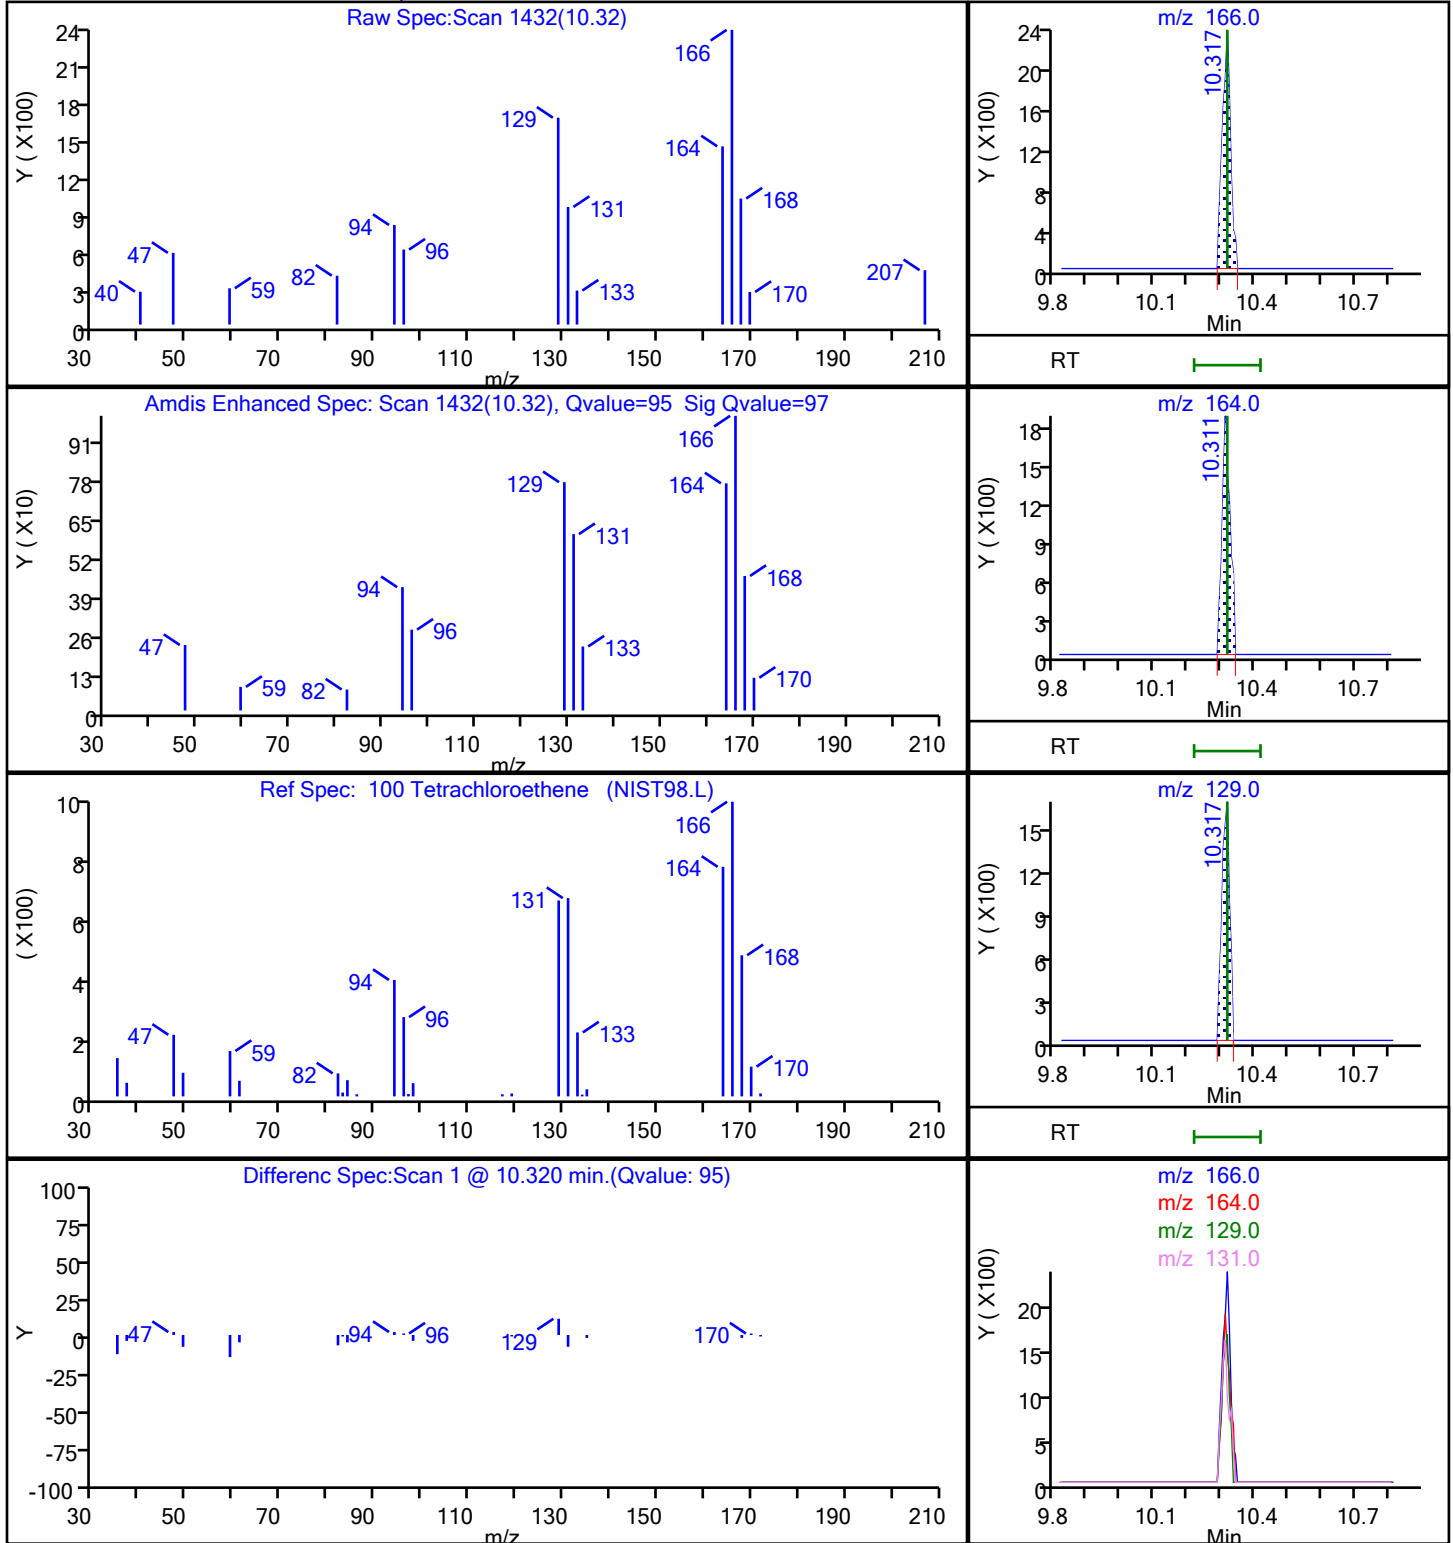 Raw Spec:Scan 1432(10.32)
24
21
18
15
12
9
6
3
0
Y ( X100)
166
129
164
168
131
94
96
47
82
59
40
133
170
207
30 50 70 90 110 130 150 170 190 210
m/z
m/z 166.0
24
20
16
12
8
4
0
Y ( X100)
10.317
9.8 10.1 10.4 10.7
Min
RT
Amdis Enhanced Spec: Scan 1432(10.32), Qvalue=95 Sig Qvalue=97
91
78
65
52
39
26
13
0
Y ( X10)
166
129
164
131
168
94
96
47
133
59
82
170
30 50 70 90 110 130 150 170 190 210
m/z
m/z 164.0
18
15
12
9
6
3
0
Y ( X100)
10.311
9.8 10.1 10.4 10.7
Min
RT
Ref Spec: 100 Tetrachloroethene (NIST98.L)
10
8
6
4
2
0
( X100)
166
164
131
168
94
96
47
133
59
82
170
30 50 70 90 110 130 150 170 190 210
m/z 129.0
15
12
9
6
3
0
Y ( X100)
10.317
9.8 10.1 10.4 10.7
Min
RT
Differenc Spec:Scan 1 @ 10.320 min.(Qvalue: 95)
100
75
50
25
0
-25
-50
-75
-100
Y
47
94
96
129
170
30 50 70 90 110 130 150 170 190 210
m/z
m/z 166.0
m/z 164.0
m/z 129.0
m/z 131.0
20
15
10
5
0
Y ( X100)
9.8 10.1 10.4 10.7
Min